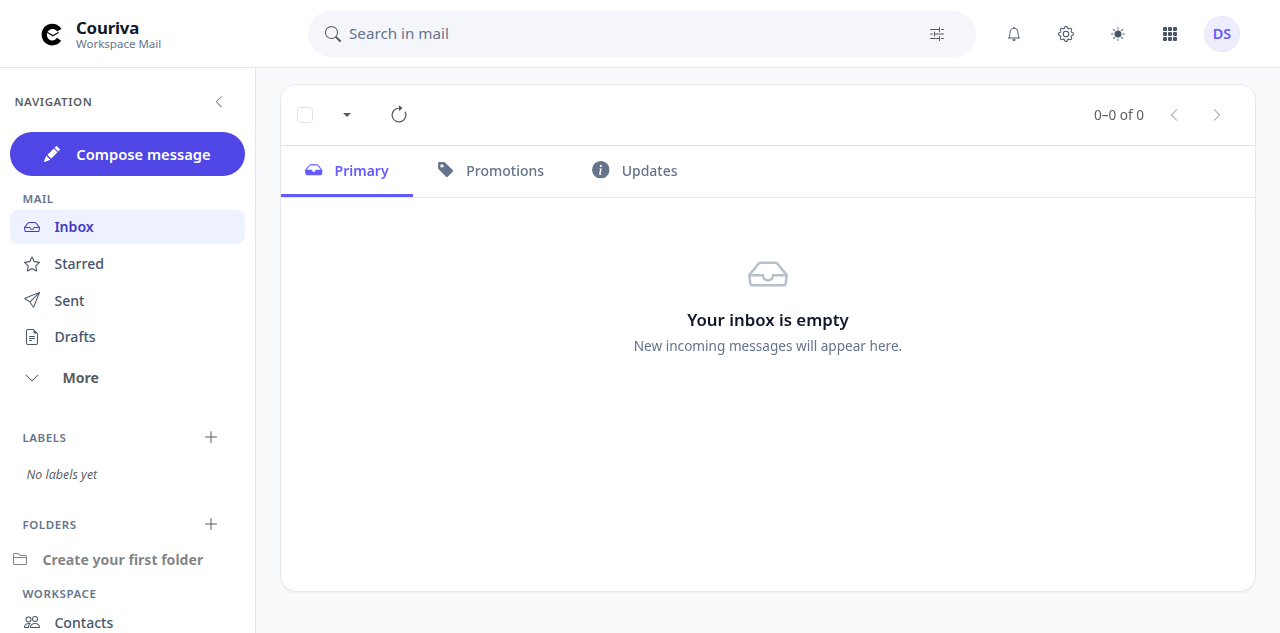 Couriva
Workspace Mail
Search in mail
DS
NAVIGATION
Compose message
MAIL
Inbox
Starred
Sent
Drafts
More
LABELS
No labels yet
FOLDERS
Create your first folder
WORKSPACE
Contacts
0–0 of 0
Primary
Promotions
Updates
Your inbox is empty
New incoming messages will appear here.